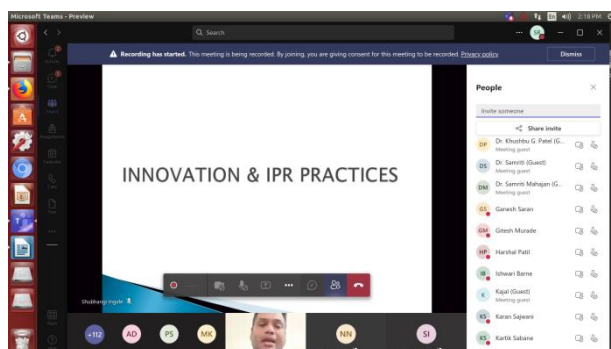 Microsoft Teams - Preview
En
2:18 PM
Search
SR
Recording has started. This meeting is being recorded. By joining, you are giving consent for this meeting to be recorded. Privacy policy
Dismiss
People
Invite someone
Share invite
DP
Dr. Khushbu G. Patel (G...
Meeting guest
DS
Dr. Samriti (Guest)
Meeting guest
DM
Dr. Samriti Mahajan (G...
Meeting guest
GS
Ganesh Saran
GM
Gitesh Murade
HP
Harshal Patil
IB
Ishwari Barne
K
Kajal (Guest)
Meeting guest
KS
Karan Sajwani
KS
Kartik Sabane
INNOVATION & IPR PRACTICES
Shubhangi Ingale
+112
AD
PS
MK
NN
SI